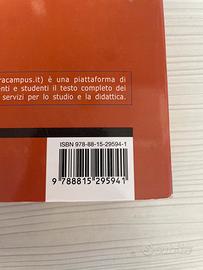 racampus.it) è una piattaforma di
enti e studenti il testo completo dei
servizi per lo studio e la didattica.
ISBN 978-88-15-29594-1
9 788815 295941